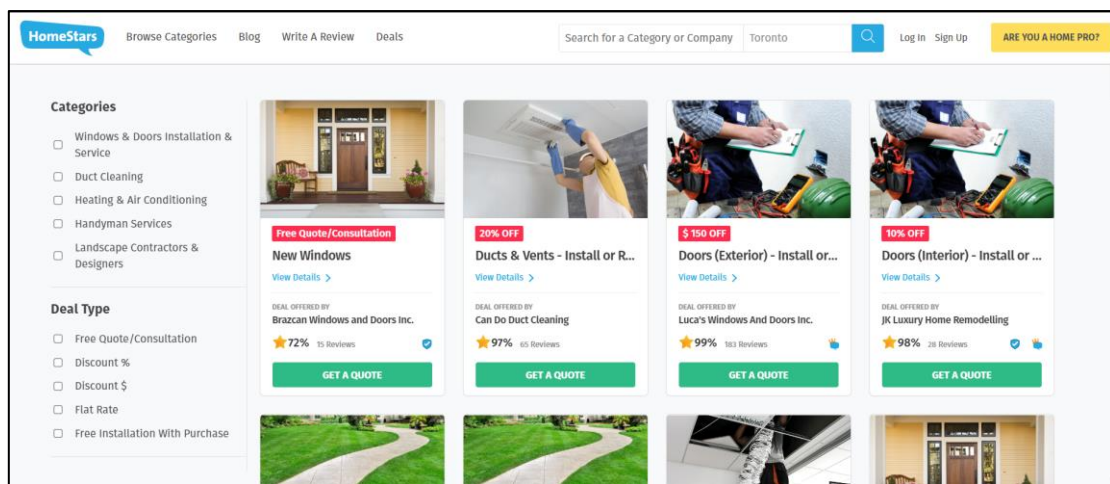 HomeStars
Browse Categories
Blog
Write A Review
Deals
Search for a Category or Company
Toronto
Log In
Sign Up
ARE YOU A HOME PRO?
Categories
Windows & Doors Installation &
Service
Duct Cleaning
Heating & Air Conditioning
Handyman Services
Landscape Contractors &
Designers
Deal Type
Free Quote/Consultation
Discount %
Discount $
Flat Rate
Free Installation With Purchase
Free Quote/Consultation
New Windows
View Details >
DEAL OFFERED BY
Brazcan Windows and Doors Inc.
72% 15 Reviews
GET A QUOTE
20% OFF
Ducts & Vents - Install or R...
View Details >
DEAL OFFERED BY
Can Do Duct Cleaning
97% 65 Reviews
GET A QUOTE
$ 150 OFF
Doors (Exterior) - Install or...
View Details >
DEAL OFFERED BY
Luca's Windows And Doors Inc.
99% 183 Reviews
GET A QUOTE
10% OFF
Doors (Interior) - Install or ...
View Details >
DEAL OFFERED BY
JK Luxury Home Remodelling
98% 28 Reviews
GET A QUOTE